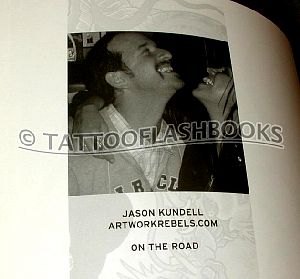 © TATTOOFLASHBOOKS
JASON KUNDELL
ARTWORKREBELS.COM
ON THE ROAD